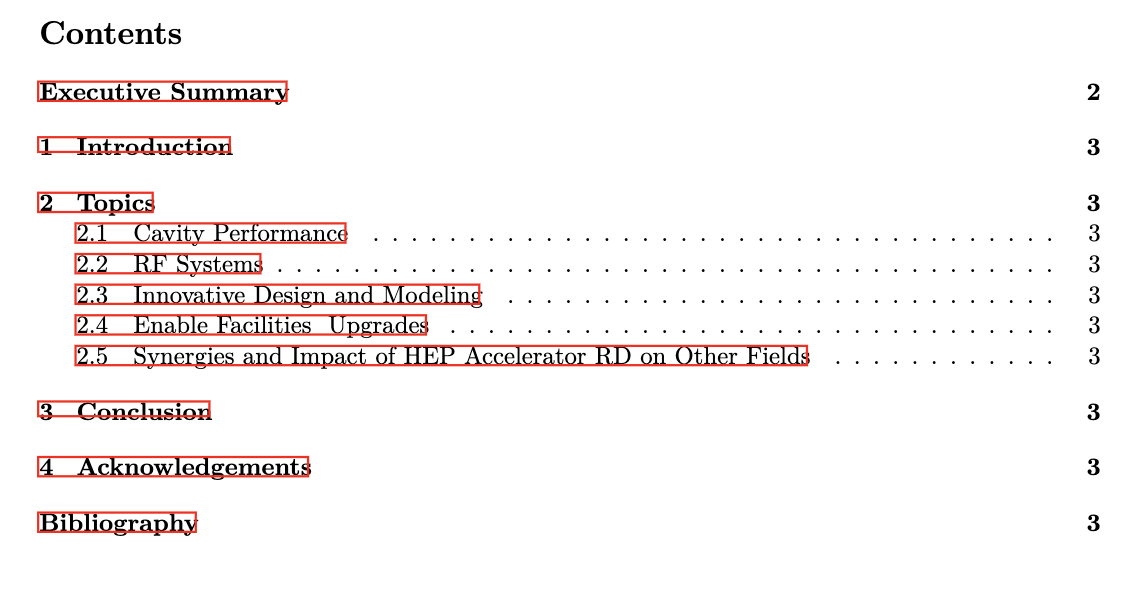 Contents
Executive Summary 2
1 Introduction 3
2 Topics 3
2.1 Cavity Performance . . . . . . . . . . . . . . . . . . . . . . . . . . . . . . . . . . . . 3
2.2 RF Systems . . . . . . . . . . . . . . . . . . . . . . . . . . . . . . . . . . . . . . . . . 3
2.3 Innovative Design and Modeling . . . . . . . . . . . . . . . . . . . . . . . . . . . . . 3
2.4 Enable Facilities Upgrades . . . . . . . . . . . . . . . . . . . . . . . . . . . . . . . . 3
2.5 Synergies and Impact of HEP Accelerator RD on Other Fields . . . . . . . . . . . . 3
3 Conclusion 3
4 Acknowledgements 3
Bibliography 3